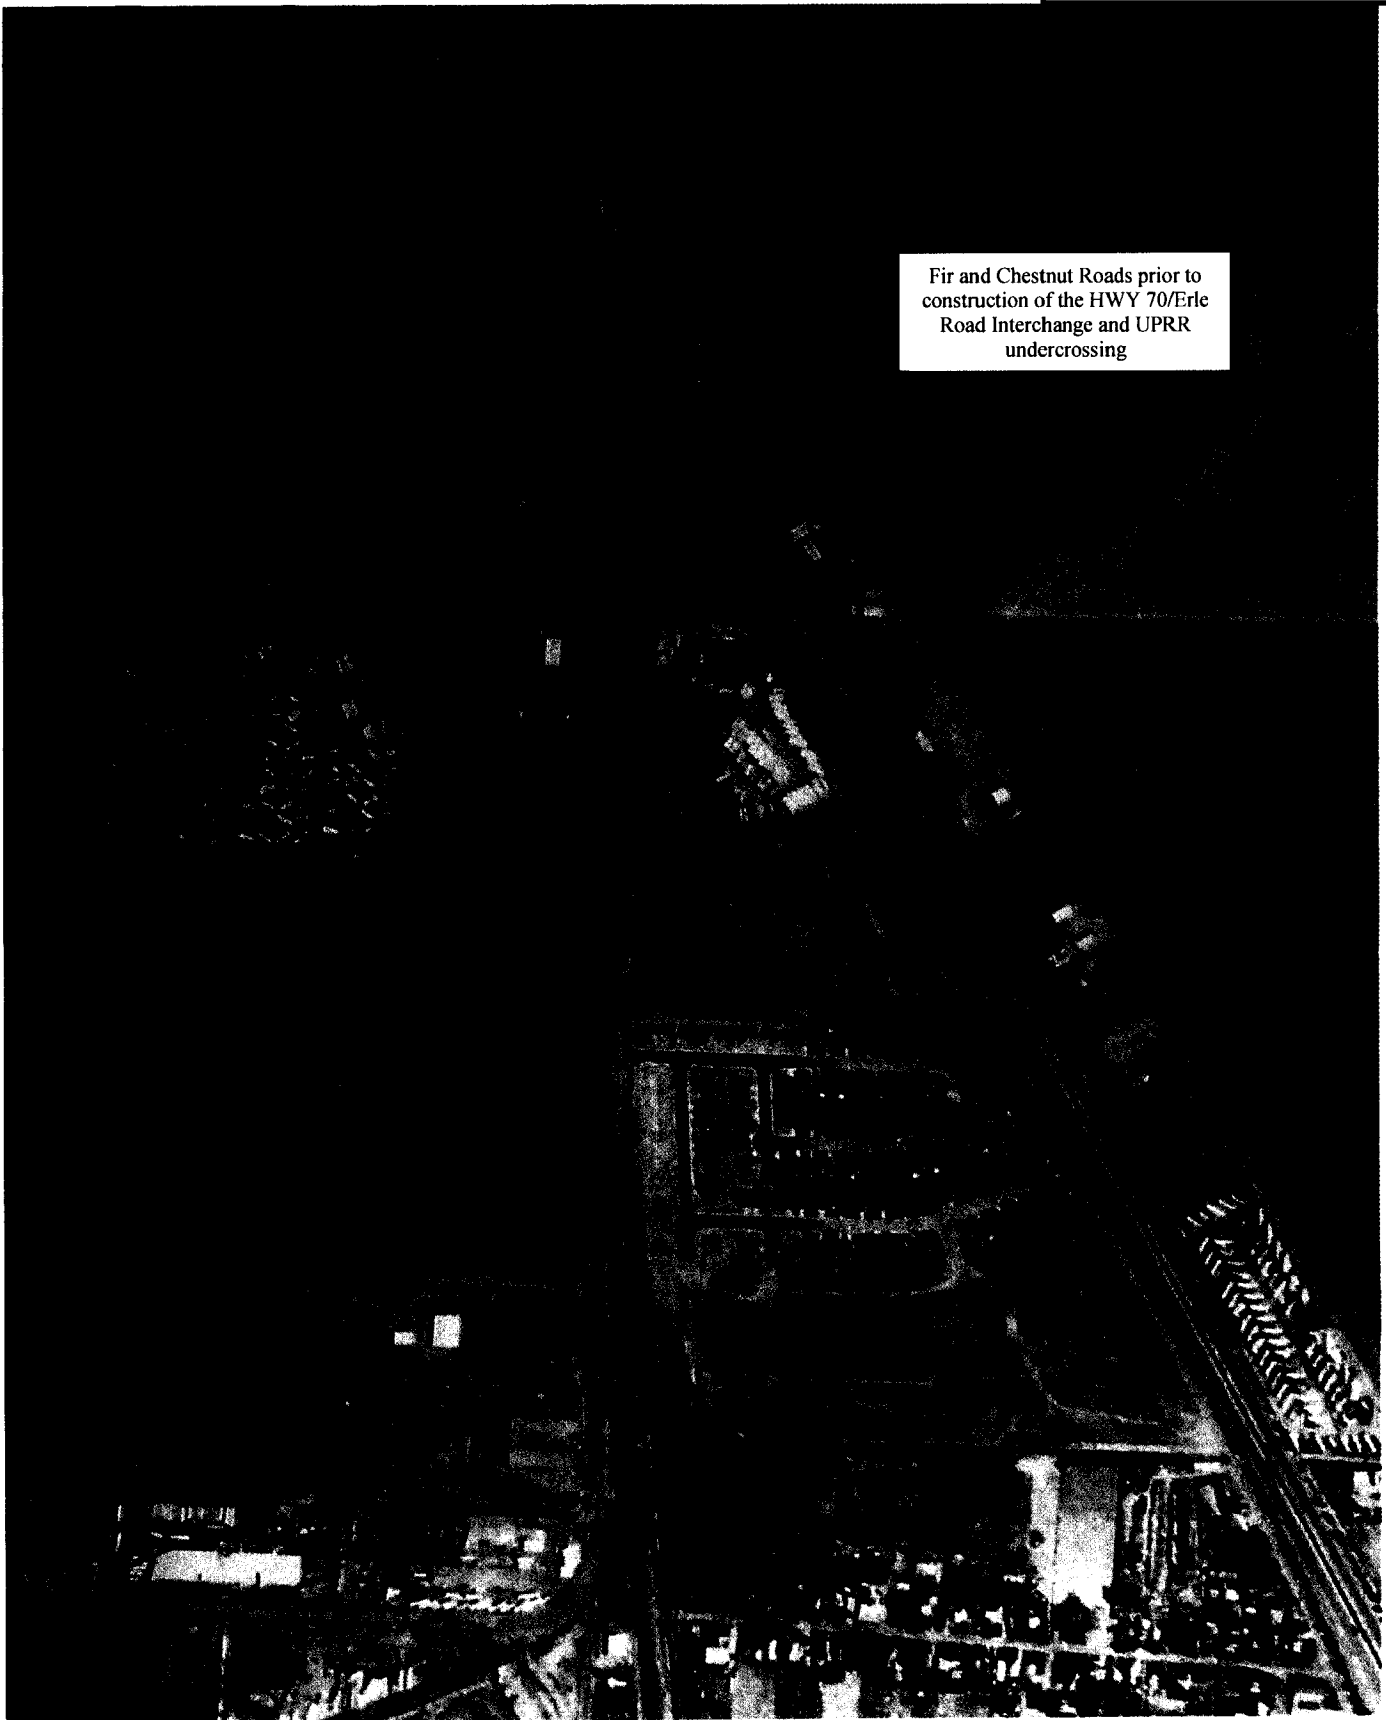 Fir and Chestnut Roads prior to
construction of the HWY 70/Erle
Road Interchange and UPRR
undercrossing